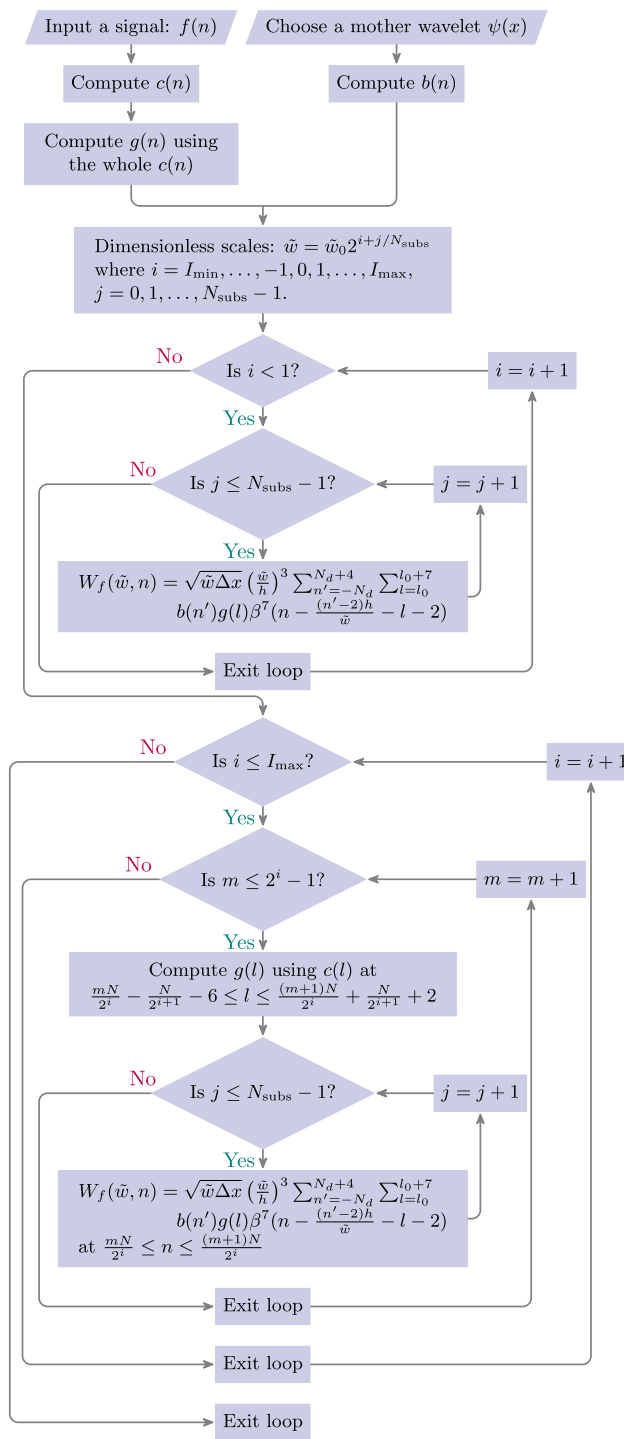 Input a signal: f(n)
Choose a mother wavelet ψ(x)
Compute c(n)
Compute b(n)
Compute g(n) using
the whole c(n)
Dimensionless scales: w̃ = w̃₀2^{i+j/N_subs}
where i = I_min, . . . , −1, 0, 1, . . . , I_max,
j = 0, 1, . . . , N_subs − 1.
No
Is i < 1?
i = i + 1
Yes
No
Is j ≤ N_subs − 1?
j = j + 1
Yes
W_f(w̃, n) = √(w̃Δx) (w̃/h)^3 ∑_{n′=−N_d}^{N_d+4} ∑_{l=l_0}^{l_0+7}
b(n′)g(l)β^7(n − (n′−2)h/w̃ − l − 2)
Exit loop
No
Is i ≤ I_max?
i = i + 1
Yes
No
Is m ≤ 2^i − 1?
m = m + 1
Yes
Compute g(l) using c(l) at
mN/2^i − N/2^{i+1} − 6 ≤ l ≤ (m+1)N/2^i + N/2^{i+1} + 2
No
Is j ≤ N_subs − 1?
j = j + 1
Yes
W_f(w̃, n) = √(w̃Δx) (w̃/h)^3 ∑_{n′=−N_d}^{N_d+4} ∑_{l=l_0}^{l_0+7}
b(n′)g(l)β^7(n − (n′−2)h/w̃ − l − 2)
at mN/2^i ≤ n ≤ (m+1)N/2^i
Exit loop
Exit loop
Exit loop